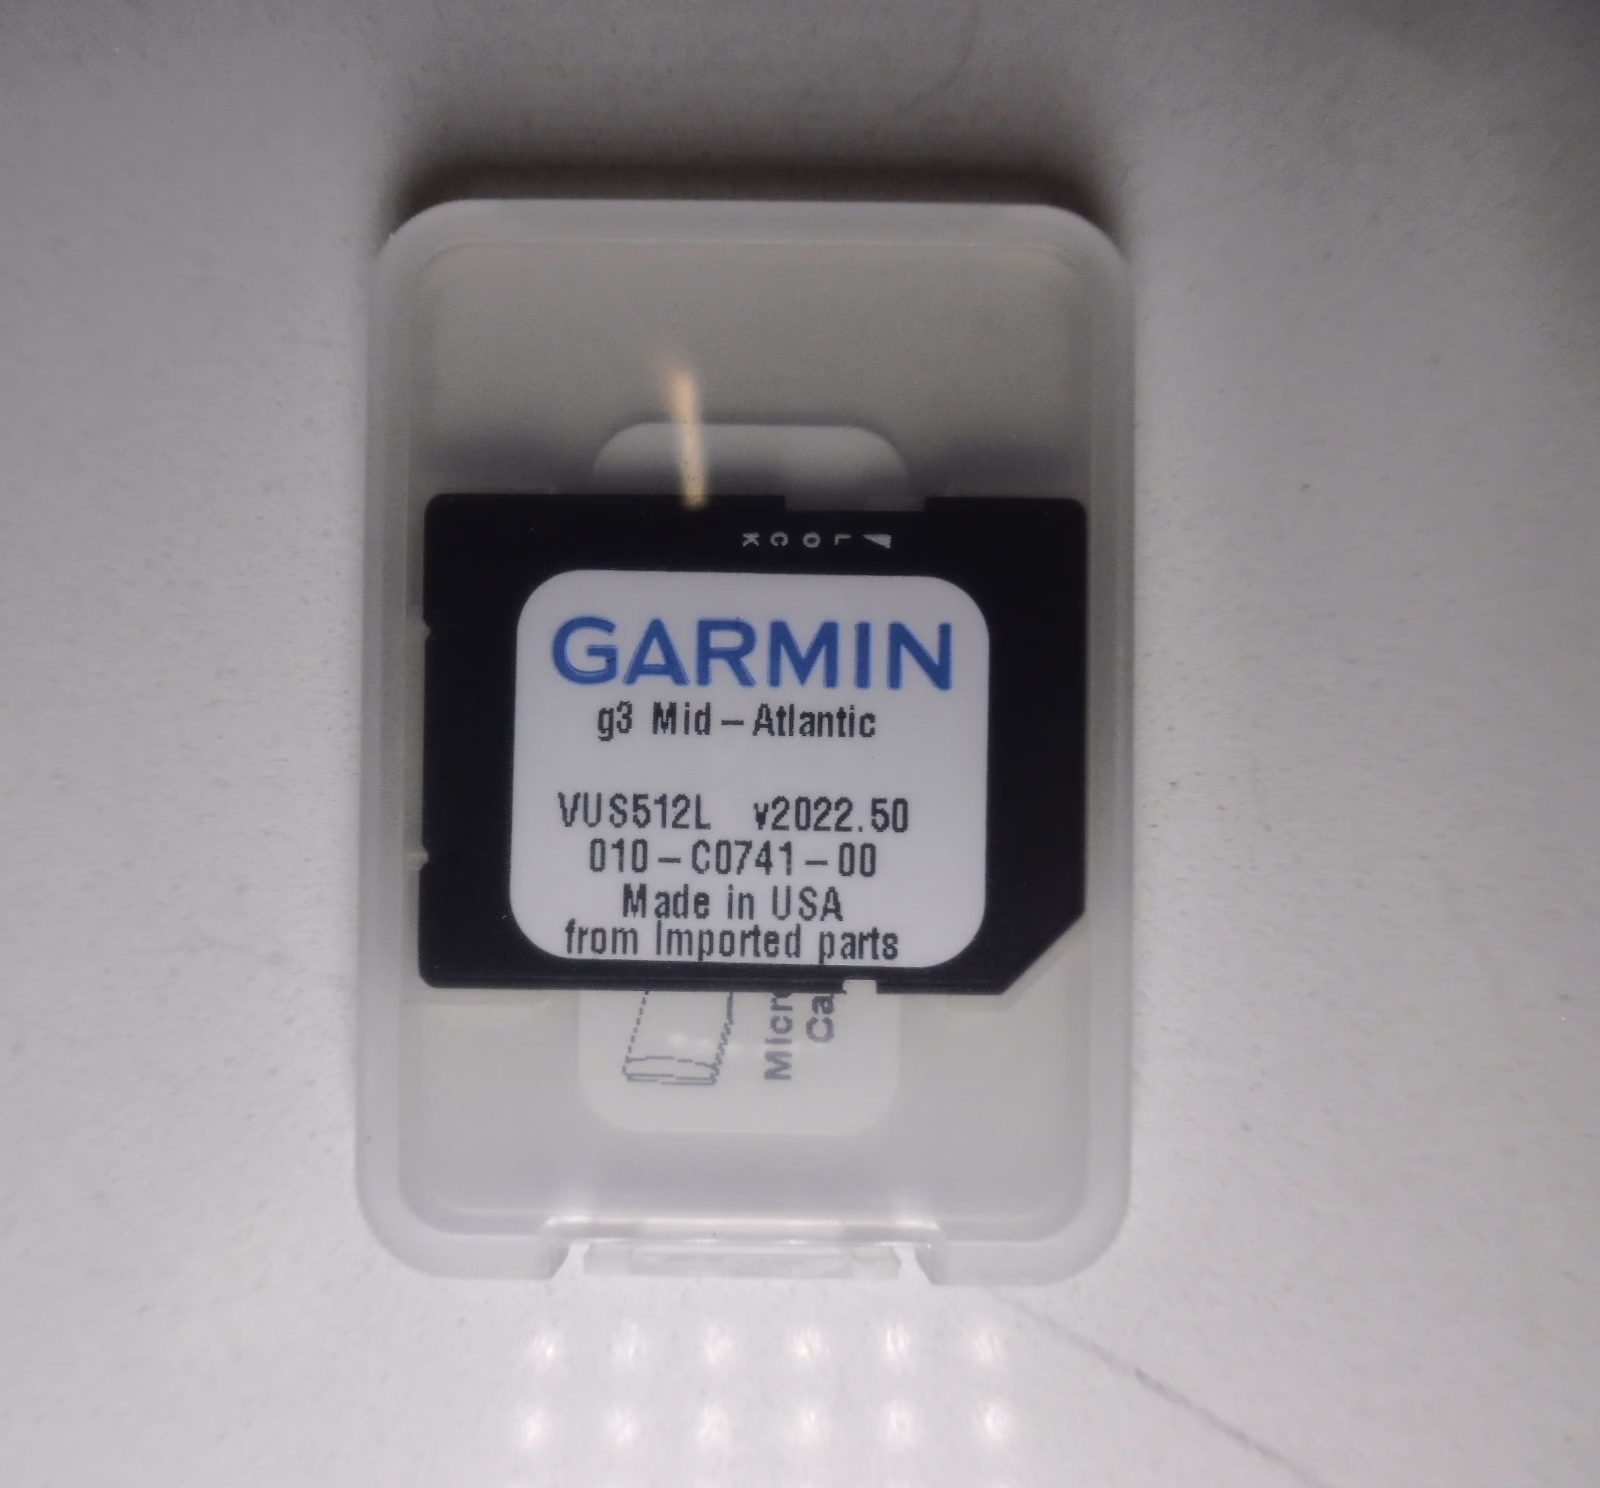 LOCK
GARMIN
g3 Mid-Atlantic
VUS512L v2022.50
010-C0741-00
Made in USA
from Imported parts